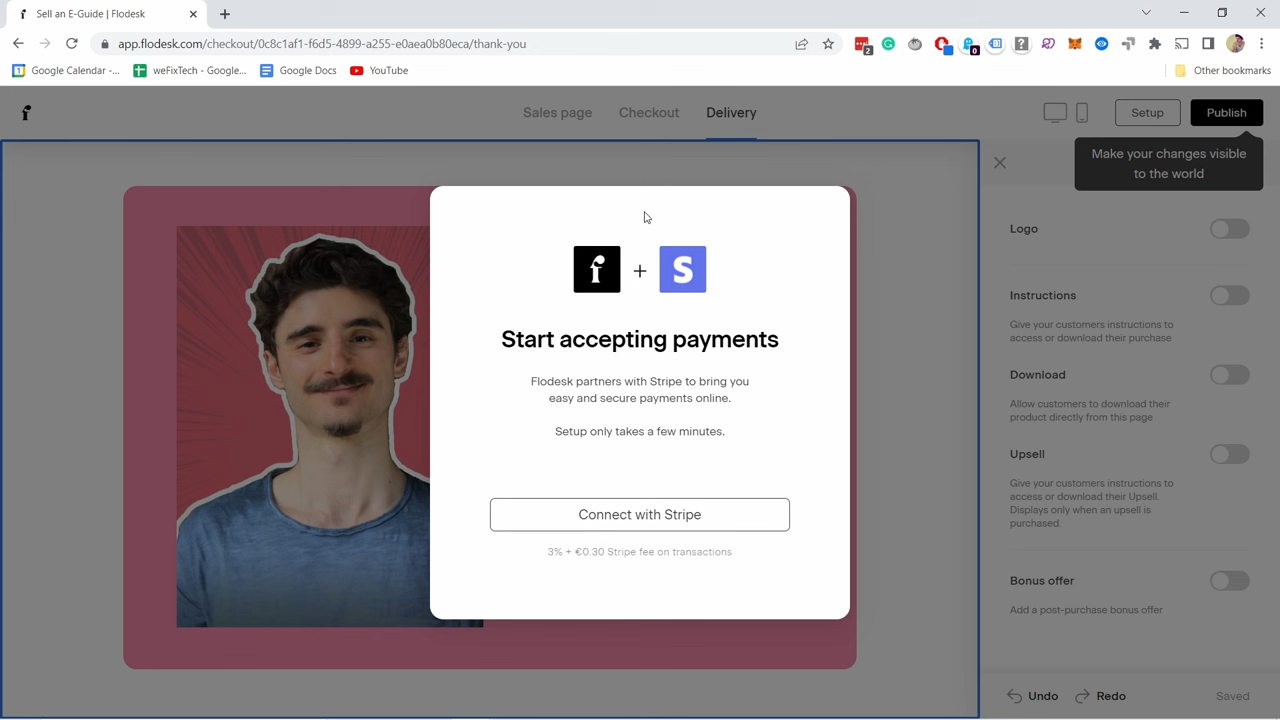 Sell an E-Guide | Flodesk
app.flodesk.com/checkout/0dc1af1-f6d5-4899-a255-c0aea0b80eca/thank-you
2
0
Google Calendar -...
weFixTech - Google...
Google Docs
YouTube
Other bookmarks
Sales page
Checkout
Delivery
Setup
Publish
Make your changes visible
to the world
S
Start accepting payments
Flodesk partners with Stripe to bring you
easy and secure payments online.
Setup only takes a few minutes.
Connect with Stripe
3% + €0.30 Stripe fee on transactions
Logo
Instructions
Give your customers instructions to
access or download their purchase
Download
Allow customers to download their
product directly from this page
Upsell
Give your customers instructions to
access or download their Upsell.
Displays only when an upsell is
purchased.
Bonus offer
Add a post-purchase bonus offer
Undo
Redo
Saved